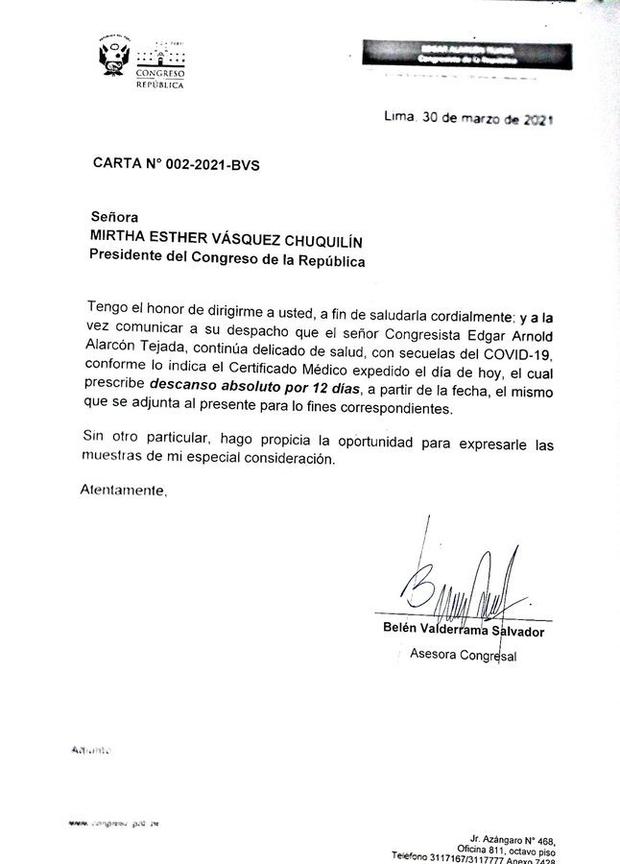 CONGRESO
REPÚBLICA
EDGAR ALARCÓN TEJADA
Congresista de la República
Lima, 30 de marzo de 2021
CARTA N° 002-2021-BVS
Señora
MIRTHA ESTHER VÁSQUEZ CHUQUILÍN
Presidente del Congreso de la República
Tengo el honor de dirigirme a usted, a fin de saludarla cordialmente; y a la
vez comunicar a su despacho que el señor Congresista Edgar Arnold
Alarcón Tejada, continúa delicado de salud, con secuelas del COVID-19,
conforme lo indica el Certificado Médico expedido el día de hoy, el cual
prescribe descanso absoluto por 12 días, a partir de la fecha, el mismo
que se adjunta al presente para lo fines correspondientes.
Sin otro particular, hago propicia la oportunidad para expresarle las
muestras de mi especial consideración.
Atentamente,
Belén Valderrama Salvador
Asesora Congresal
Adjunto
www.congreso.gob.pe
Jr. Azángaro N° 468,
Oficina 811, octavo piso
Teléfono 3117167/3117777 Anexo 7428